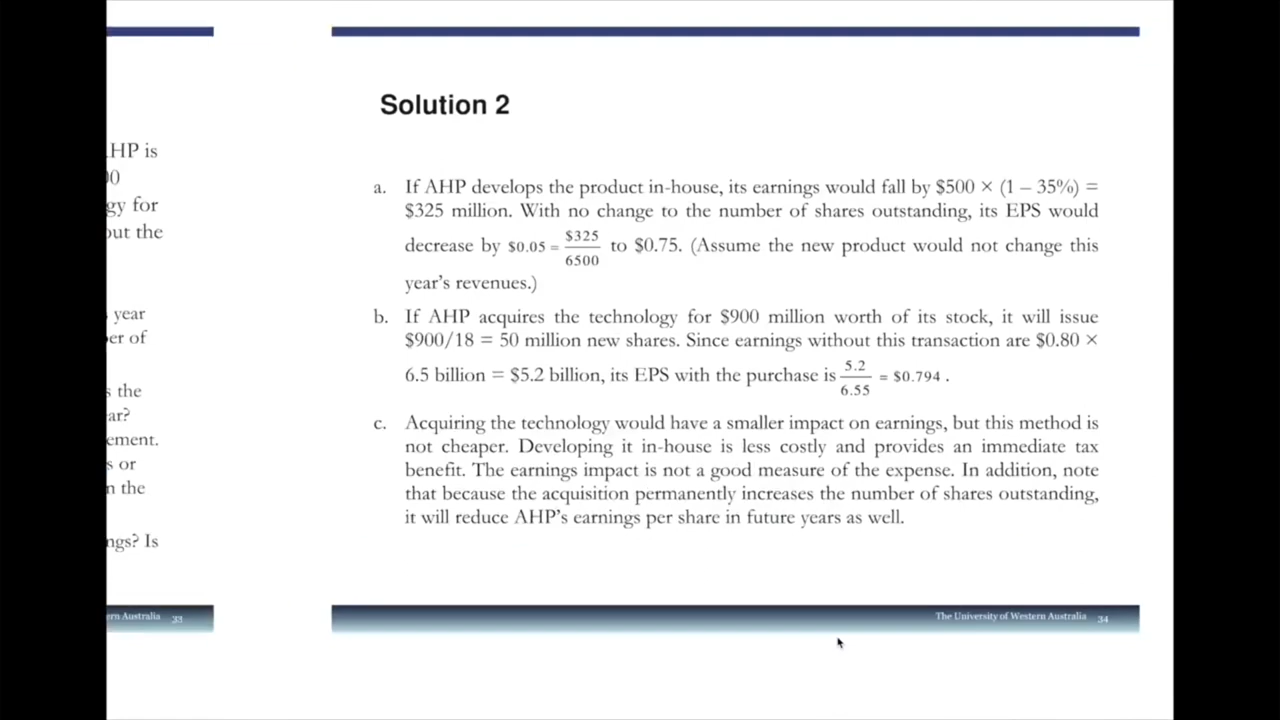 HP is
gy for
out the
year
er of
s the
ar?
ement.
s or
n the
ngs? Is
ern Australia 33
Solution 2
a. If AHP develops the product in-house, its earnings would fall by $500 × (1 – 35%) =
$325 million. With no change to the number of shares outstanding, its EPS would
decrease by $0.05 = $325/6500 to $0.75. (Assume the new product would not change this
year's revenues.)
b. If AHP acquires the technology for $900 million worth of its stock, it will issue
$900/18 = 50 million new shares. Since earnings without this transaction are $0.80 ×
6.5 billion = $5.2 billion, its EPS with the purchase is 5.2/6.55 = $0.794 .
c. Acquiring the technology would have a smaller impact on earnings, but this method is
not cheaper. Developing it in-house is less costly and provides an immediate tax
benefit. The earnings impact is not a good measure of the expense. In addition, note
that because the acquisition permanently increases the number of shares outstanding,
it will reduce AHP's earnings per share in future years as well.
The University of Western Australia 34